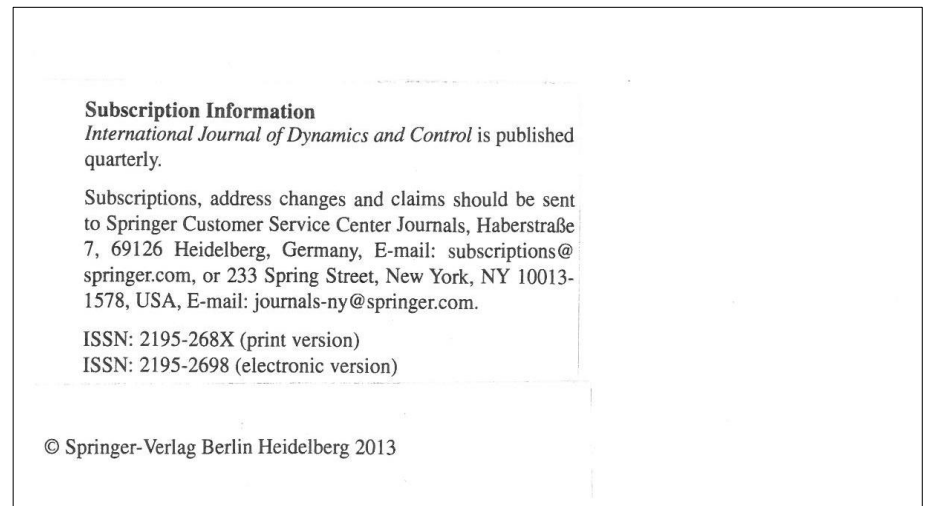 Subscription Information
International Journal of Dynamics and Control is published
quarterly.
Subscriptions, address changes and claims should be sent
to Springer Customer Service Center Journals, Haberstraße
7, 69126 Heidelberg, Germany, E-mail: subscriptions@
springer.com, or 233 Spring Street, New York, NY 10013-
1578, USA, E-mail: journals-ny@springer.com.
ISSN: 2195-268X (print version)
ISSN: 2195-2698 (electronic version)
© Springer-Verlag Berlin Heidelberg 2013